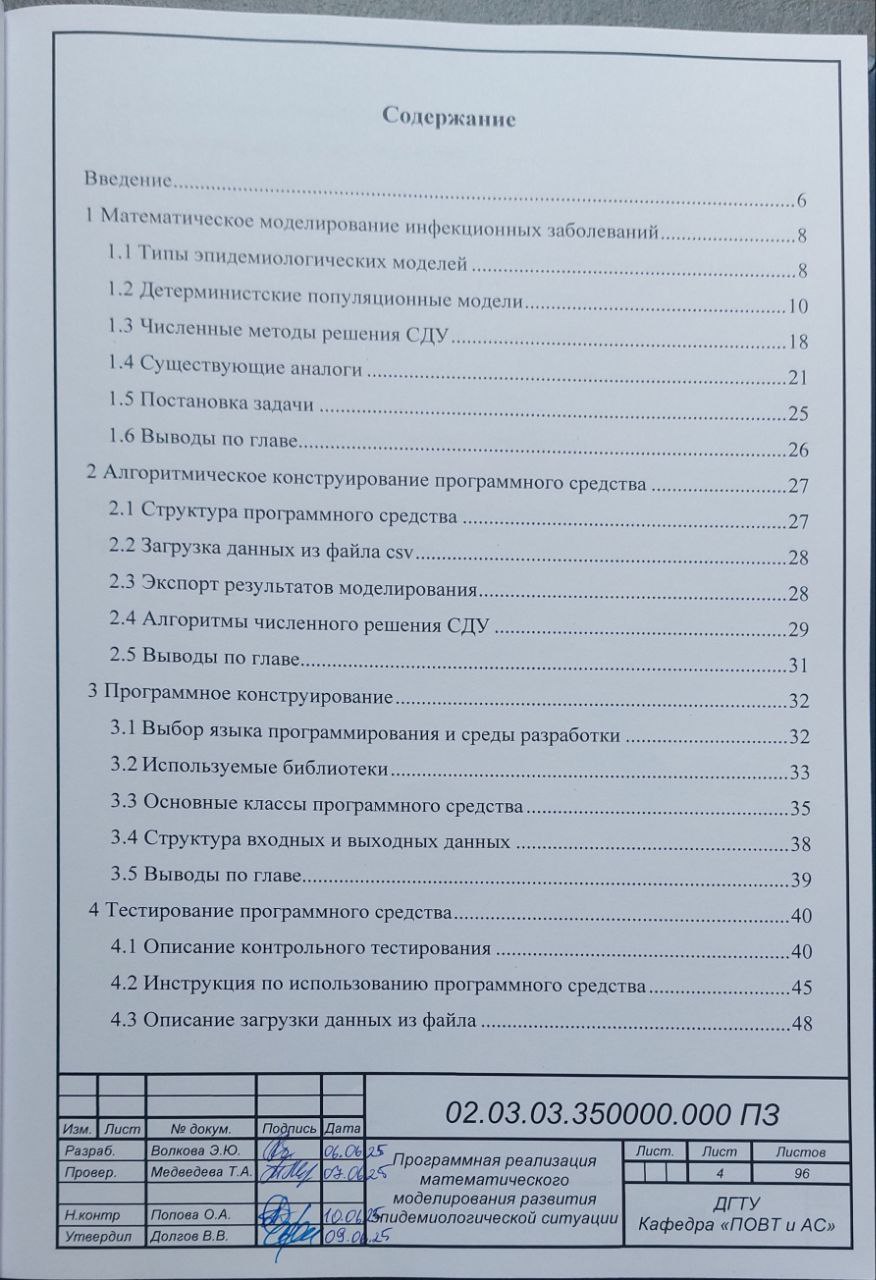 Содержание
Введение..........6
1 Математическое моделирование инфекционных заболеваний..........8
1.1 Типы эпидемиологических моделей..........8
1.2 Детерминистские популяционные модели..........10
1.3 Численные методы решения СДУ..........18
1.4 Существующие аналоги..........21
1.5 Постановка задачи..........25
1.6 Выводы по главе..........26
2 Алгоритмическое конструирование программного средства..........27
2.1 Структура программного средства..........27
2.2 Загрузка данных из файла csv..........28
2.3 Экспорт результатов моделирования..........28
2.4 Алгоритмы численного решения СДУ..........29
2.5 Выводы по главе..........31
3 Программное конструирование..........32
3.1 Выбор языка программирования и среды разработки..........32
3.2 Используемые библиотеки..........33
3.3 Основные классы программного средства..........35
3.4 Структура входных и выходных данных..........38
3.5 Выводы по главе..........39
4 Тестирование программного средства..........40
4.1 Описание контрольного тестирования..........40
4.2 Инструкция по использованию программного средства..........45
4.3 Описание загрузки данных из файла..........48
02.03.03.350000.000 ПЗ
Изм. Лист № докум. Подпись Дата
Разраб. Волкова Э.Ю. 06.06.25
Провер. Медведева Т.А. 07.06.25
Н.контр Попова О.А. 10.06.25
Утвердил Долгов В.В. 09.06.25
Программная реализация
математического
моделирования развития
эпидемиологической ситуации
Лист. Лист Листов
4 96
ДГТУ
Кафедра «ПОВТ и АС»